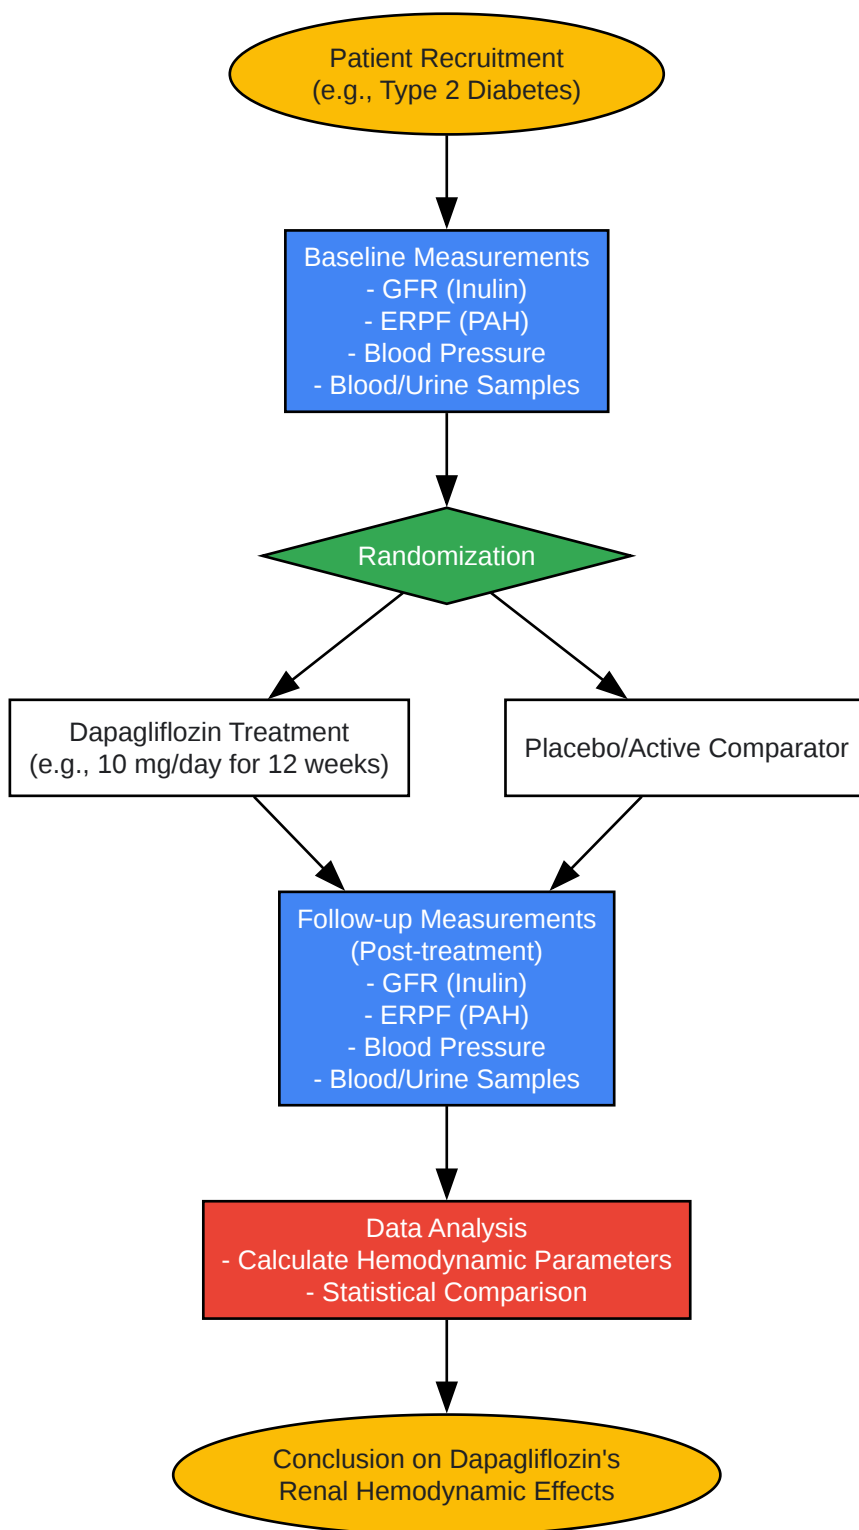 Patient Recruitment
(e.g., Type 2 Diabetes)
Baseline Measurements
- GFR (Inulin)
- ERPF (PAH)
- Blood Pressure
- Blood/Urine Samples
Randomization
Dapagliflozin Treatment
(e.g., 10 mg/day for 12 weeks)
Placebo/Active Comparator
Follow-up Measurements
(Post-treatment)
- GFR (Inulin)
- ERPF (PAH)
- Blood Pressure
- Blood/Urine Samples
Data Analysis
- Calculate Hemodynamic Parameters
- Statistical Comparison
Conclusion on Dapagliflozin's
Renal Hemodynamic Effects